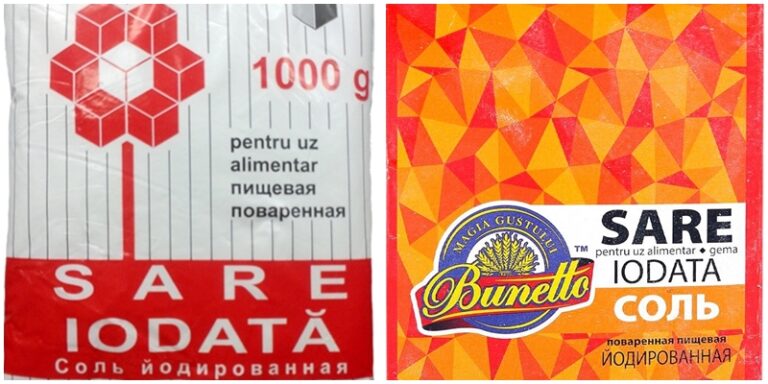 1000 g
pentru uz
alimentar
пищевая
поваренная
SARE
IODATĂ
Соль йодированная
MAGIA GUSTULUI
Bunetto
TM
SARE
pentru uz alimentar • gema
IODATA
СОЛЬ
поваренная пищевая
ЙОДИРОВАННАЯ